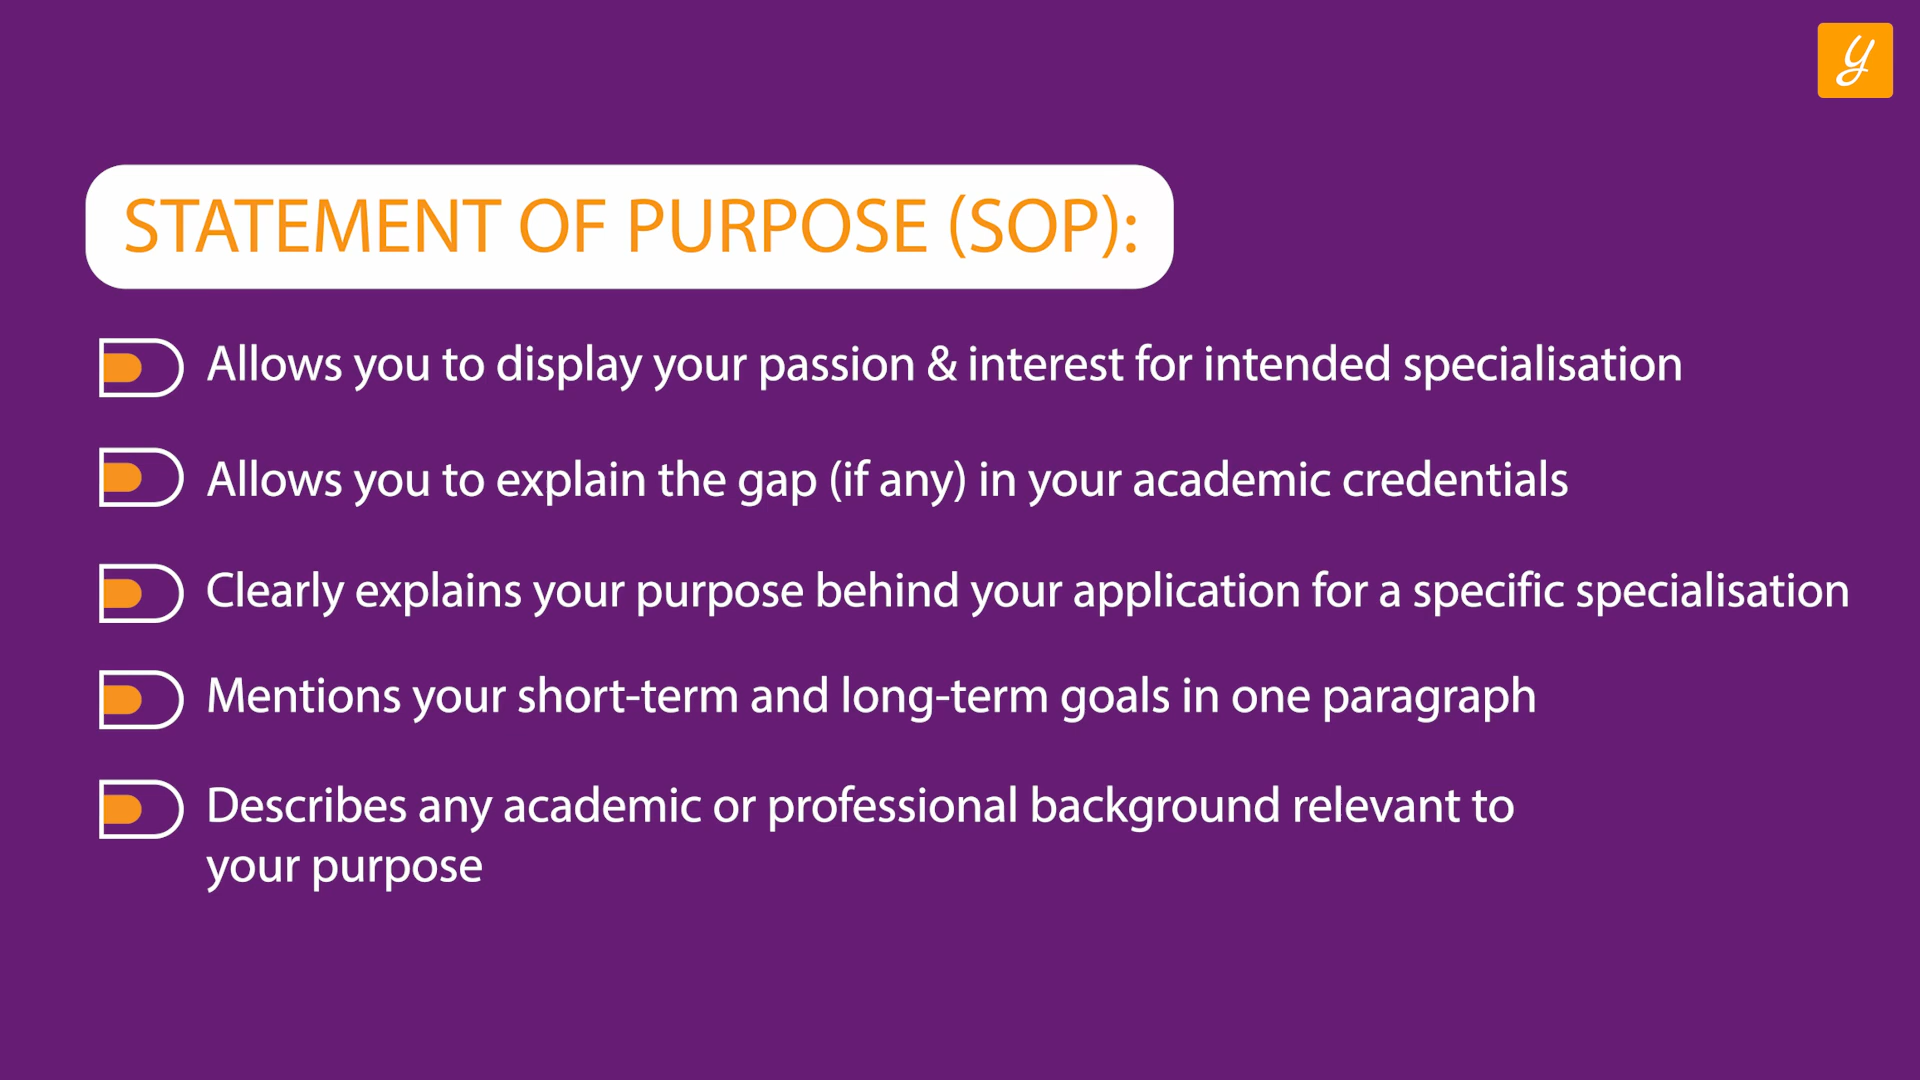 y
STATEMENT OF PURPOSE (SOP):
Allows you to display your passion & interest for intended specialisation
Allows you to explain the gap (if any) in your academic credentials
Clearly explains your purpose behind your application for a specific specialisation
Mentions your short-term and long-term goals in one paragraph
Describes any academic or professional background relevant to
your purpose